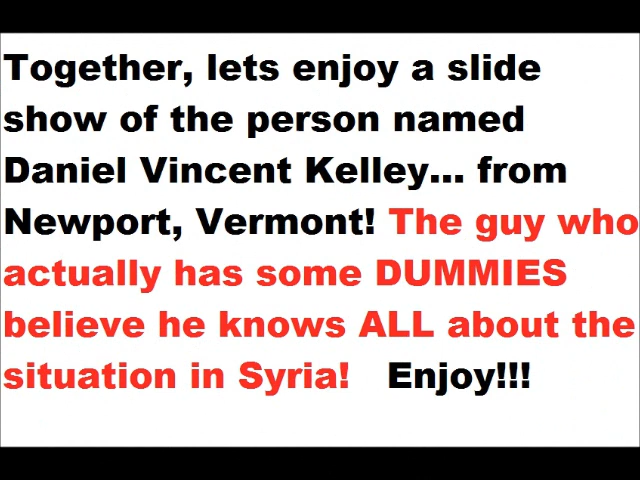 Together, lets enjoy a slide
show of the person named
Daniel Vincent Kelley... from
Newport, Vermont! The guy who
actually has some DUMMIES
believe he knows ALL about the
situation in Syria! Enjoy!!!